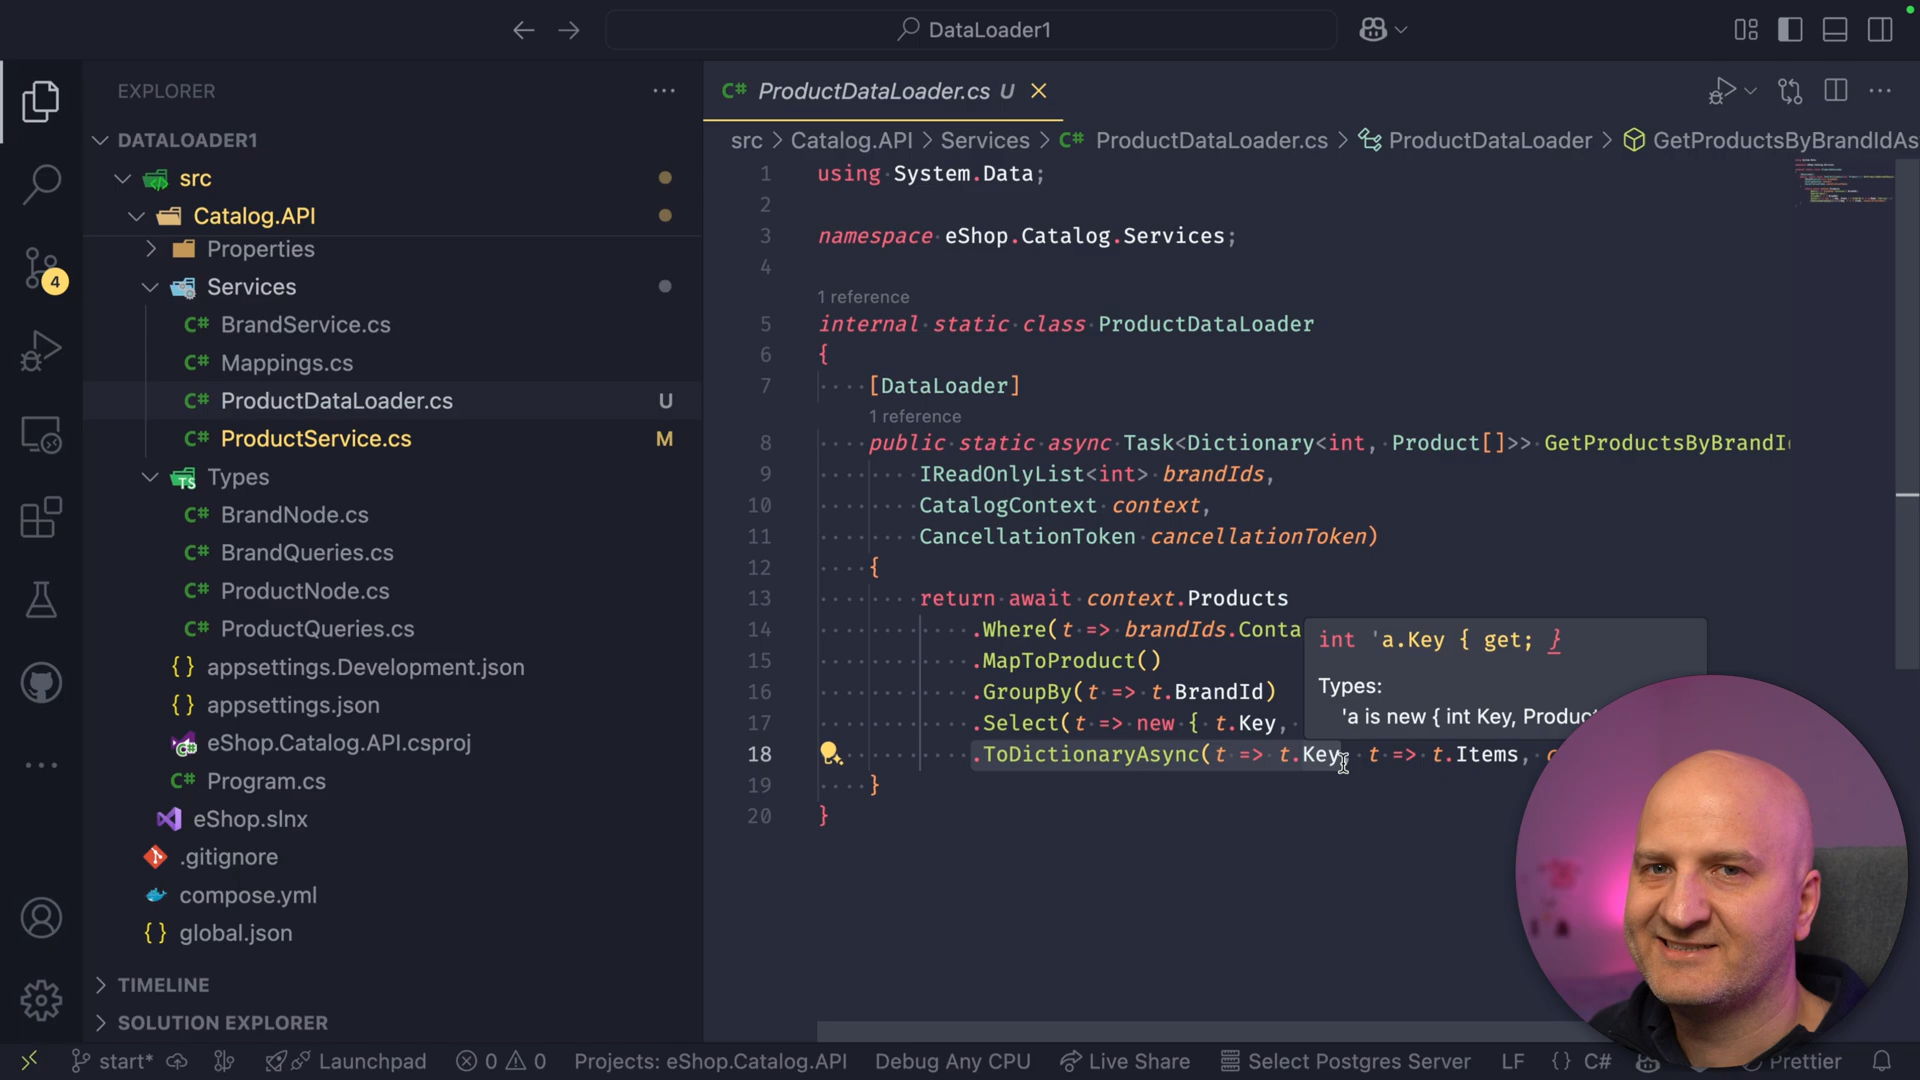 DataLoader1
EXPLORER
DATALOADER1
src
Catalog.API
Properties
Services
C# BrandService.cs
C# Mappings.cs
C# ProductDataLoader.cs U
C# ProductService.cs M
TS Types
C# BrandNode.cs
C# BrandQueries.cs
C# ProductNode.cs
C# ProductQueries.cs
{} appsettings.Development.json
{} appsettings.json
eShop.Catalog.API.csproj
C# Program.cs
eShop.slnx
.gitignore
compose.yml
{} global.json
TIMELINE
SOLUTION EXPLORER
4
C# ProductDataLoader.cs U
src > Catalog.API > Services > C# ProductDataLoader.cs > ProductDataLoader > GetProductsByBrandIdAs
1 using System.Data;
2
3 namespace eShop.Catalog.Services;
4
1 reference
5 internal static class ProductDataLoader
6 {
7 [DataLoader]
1 reference
8 public static async Task<Dictionary<int, Product[]>> GetProductsByBrandI
9 IReadOnlyList<int> brandIds,
10 CatalogContext context,
11 CancellationToken cancellationToken)
12 {
13 return await context.Products
14 .Where(t => brandIds.Conta
15 .MapToProduct()
16 .GroupBy(t => t.BrandId)
17 .Select(t => new { t.Key,
18 .ToDictionaryAsync(t => t.Key, t => t.Items, c
19 }
20 }
int 'a.Key { get; }
Types:
'a is new { int Key, Produc
start* Launchpad 0 0 Projects: eShop.Catalog.API Debug Any CPU Live Share Select Postgres Server LF {} C# Prettier